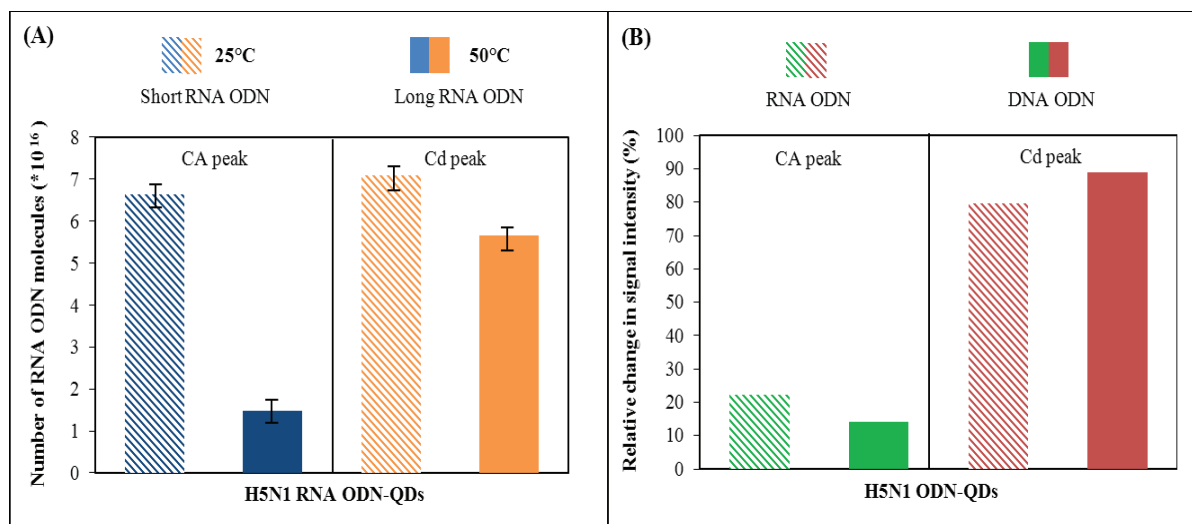 (A)
25°C
50°C
Short RNA ODN
Long RNA ODN
Number of RNA ODN molecules (*10¹⁶)
8
7
6
5
4
3
2
1
0
CA peak
Cd peak
H5N1 RNA ODN-QDs
(B)
RNA ODN
DNA ODN
Relative change in signal intensity (%)
100
90
80
70
60
50
40
30
20
10
0
CA peak
Cd peak
H5N1 ODN-QDs